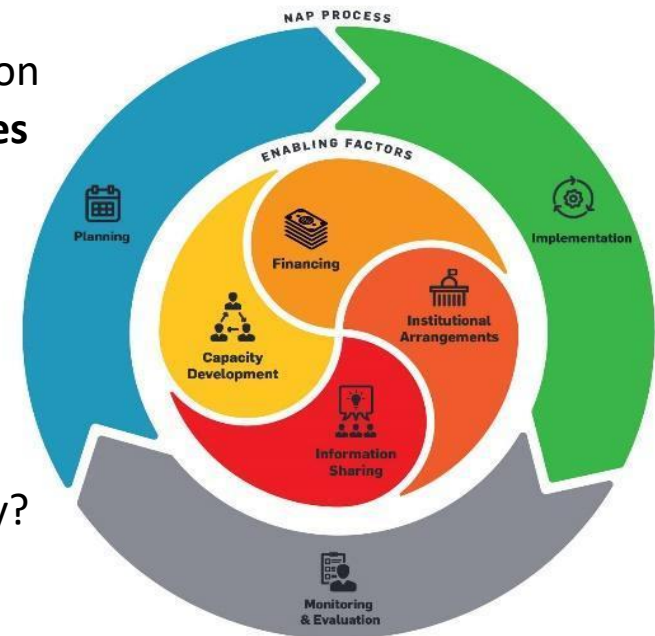 NAP PROCESS
on
es
ENABLING FACTORS
Planning
Financing
Implementation
Institutional
Arrangements
Capacity
Development
Information
Sharing
y?
Monitoring
& Evaluation